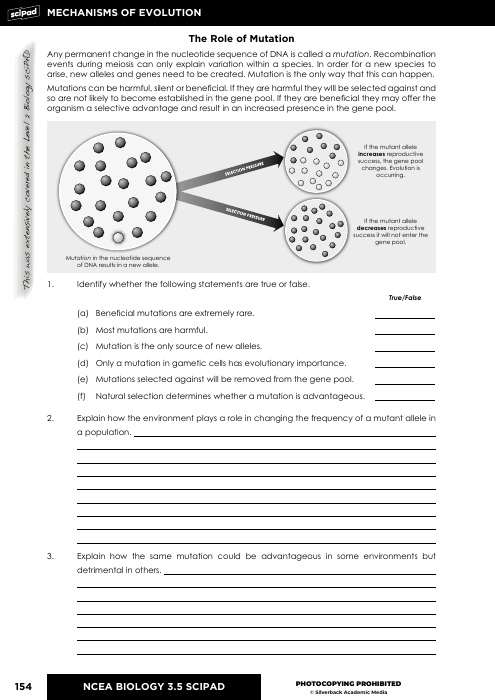 scipad MECHANISMS OF EVOLUTION
This was extensively covered in the Level 2 Biology sciPAD
The Role of Mutation
Any permanent change in the nucleotide sequence of DNA is called a mutation. Recombination
events during meiosis can only explain variation within a species. In order for a new species to
arise, new alleles and genes need to be created. Mutation is the only way that this can happen.
Mutations can be harmful, silent or beneficial. If they are harmful they will be selected against and
so are not likely to become established in the gene pool. If they are beneficial they may offer the
organism a selective advantage and result in an increased presence in the gene pool.
SELECTION PRESSURE
If the mutant allele
increases reproductive
success, the gene pool
changes. Evolution is
occurring.
SELECTION PRESSURE
If the mutant allele
decreases reproductive
success it will not enter the
gene pool.
Mutation in the nucleotide sequence
of DNA results in a new allele.
1. Identify whether the following statements are true or false.
True/False
(a) Beneficial mutations are extremely rare.
(b) Most mutations are harmful.
(c) Mutation is the only source of new alleles.
(d) Only a mutation in gametic cells has evolutionary importance.
(e) Mutations selected against will be removed from the gene pool.
(f) Natural selection determines whether a mutation is advantageous.
2. Explain how the environment plays a role in changing the frequency of a mutant allele in
a population.
3. Explain how the same mutation could be advantageous in some environments but
detrimental in others.
154 NCEA BIOLOGY 3.5 SCIPAD PHOTOCOPYING PROHIBITED
© Silverback Academic Media